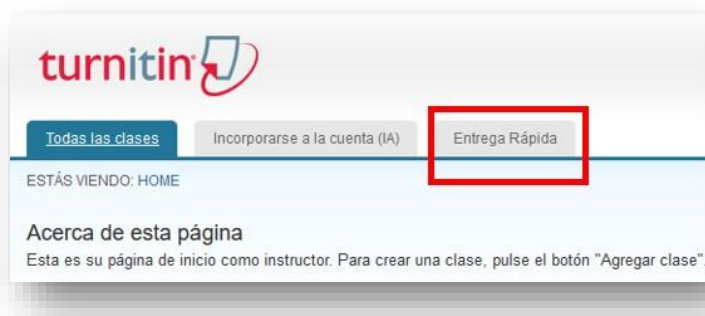 turnitin
Todas las clases Incorporarse a la cuenta (IA) Entrega Rápida
ESTÁS VIENDO: HOME
Acerca de esta página
Esta es su página de inicio como instructor. Para crear una clase, pulse el botón "Agregar clase".